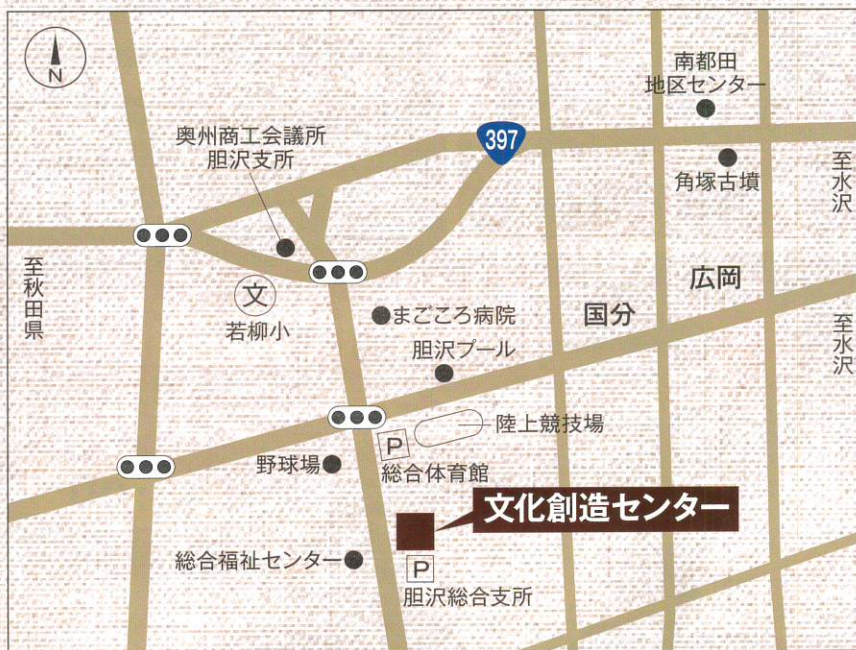 N
南都田
地区センター
奥州商工会議所
胆沢支所
397
角塚古墳
至水沢
至秋田県
文
若柳小
まごころ病院
胆沢プール
国分
広岡
至水沢
陸上競技場
P
総合体育館
野球場
文化創造センター
総合福祉センター
P
胆沢総合支所